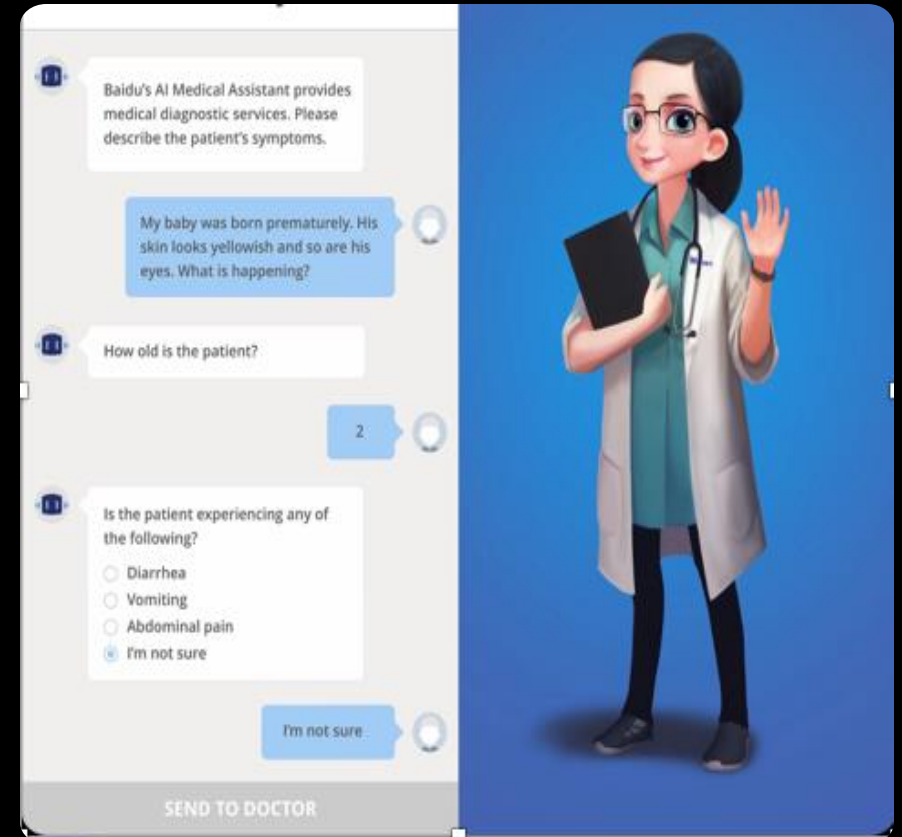 Baidu's AI Medical Assistant provides
medical diagnostic services. Please
describe the patient's symptoms.
My baby was born prematurely. His
skin looks yellowish and so are his
eyes. What is happening?
How old is the patient?
2
Is the patient experiencing any of
the following?
Diarrhea
Vomiting
Abdominal pain
I'm not sure
I'm not sure
SEND TO DOCTOR